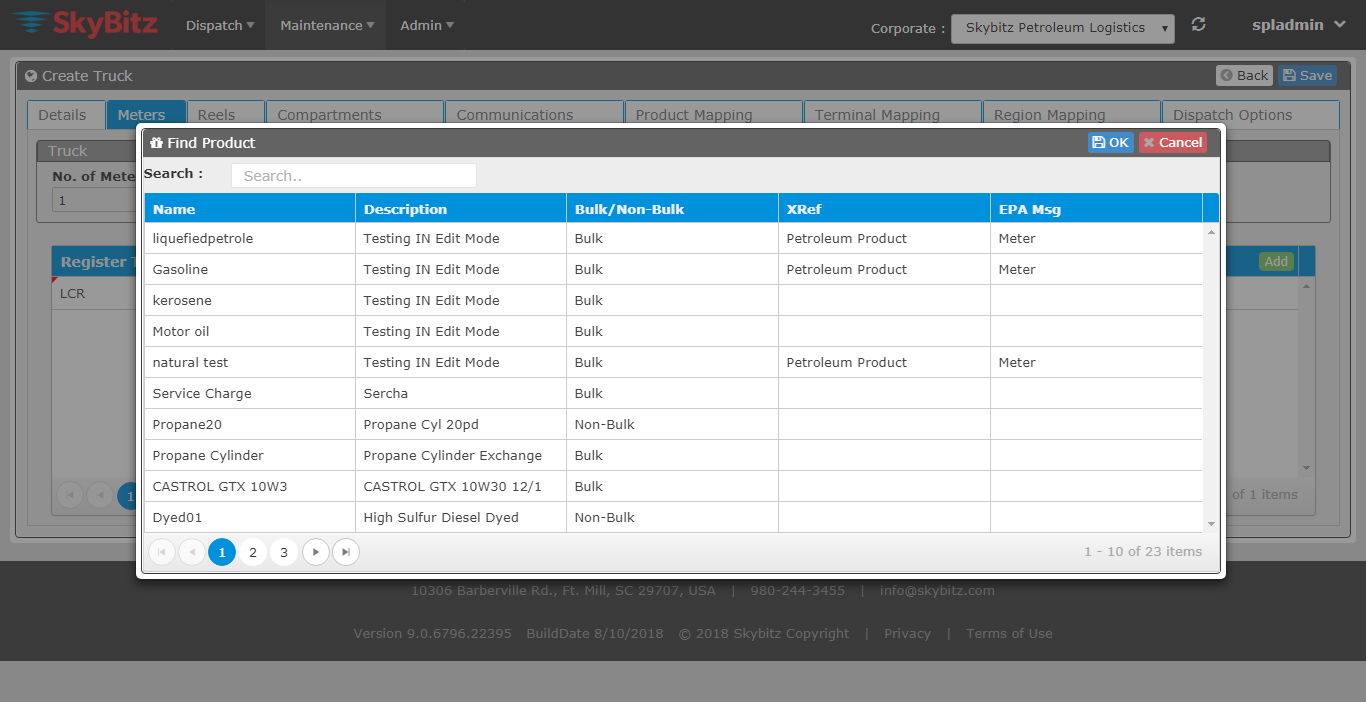 SkyBitz Dispatch Maintenance Admin Corporate : Skybitz Petroleum Logistics spladmin
Create Truck Back Save
Details Meters Reels Compartments Communications Product Mapping Terminal Mapping Region Mapping Dispatch Options
Find Product OK Cancel
Truck
Search : Search..
No. of Mete
1
Name Description Bulk/Non-Bulk XRef EPA Msg
liquefiedpetrole Testing IN Edit Mode Bulk Petroleum Product Meter
Register Add
Gasoline Testing IN Edit Mode Bulk Petroleum Product Meter
LCR
kerosene Testing IN Edit Mode Bulk
Motor oil Testing IN Edit Mode Bulk
natural test Testing IN Edit Mode Bulk Petroleum Product Meter
Service Charge Sercha Bulk
Propane20 Propane Cyl 20pd Non-Bulk
Propane Cylinder Propane Cylinder Exchange Bulk
CASTROL GTX 10W3 CASTROL GTX 10W30 12/1 Bulk
1 of 1 items
Dyed01 High Sulfur Diesel Dyed Non-Bulk
1 2 3 1 - 10 of 23 items
10306 Barberville Rd., Ft. Mill, SC 29707, USA | 980-244-3455 | info@skybitz.com
Version 9.0.6796.22395 BuildDate 8/10/2018 © 2018 Skybitz Copyright | Privacy | Terms of Use